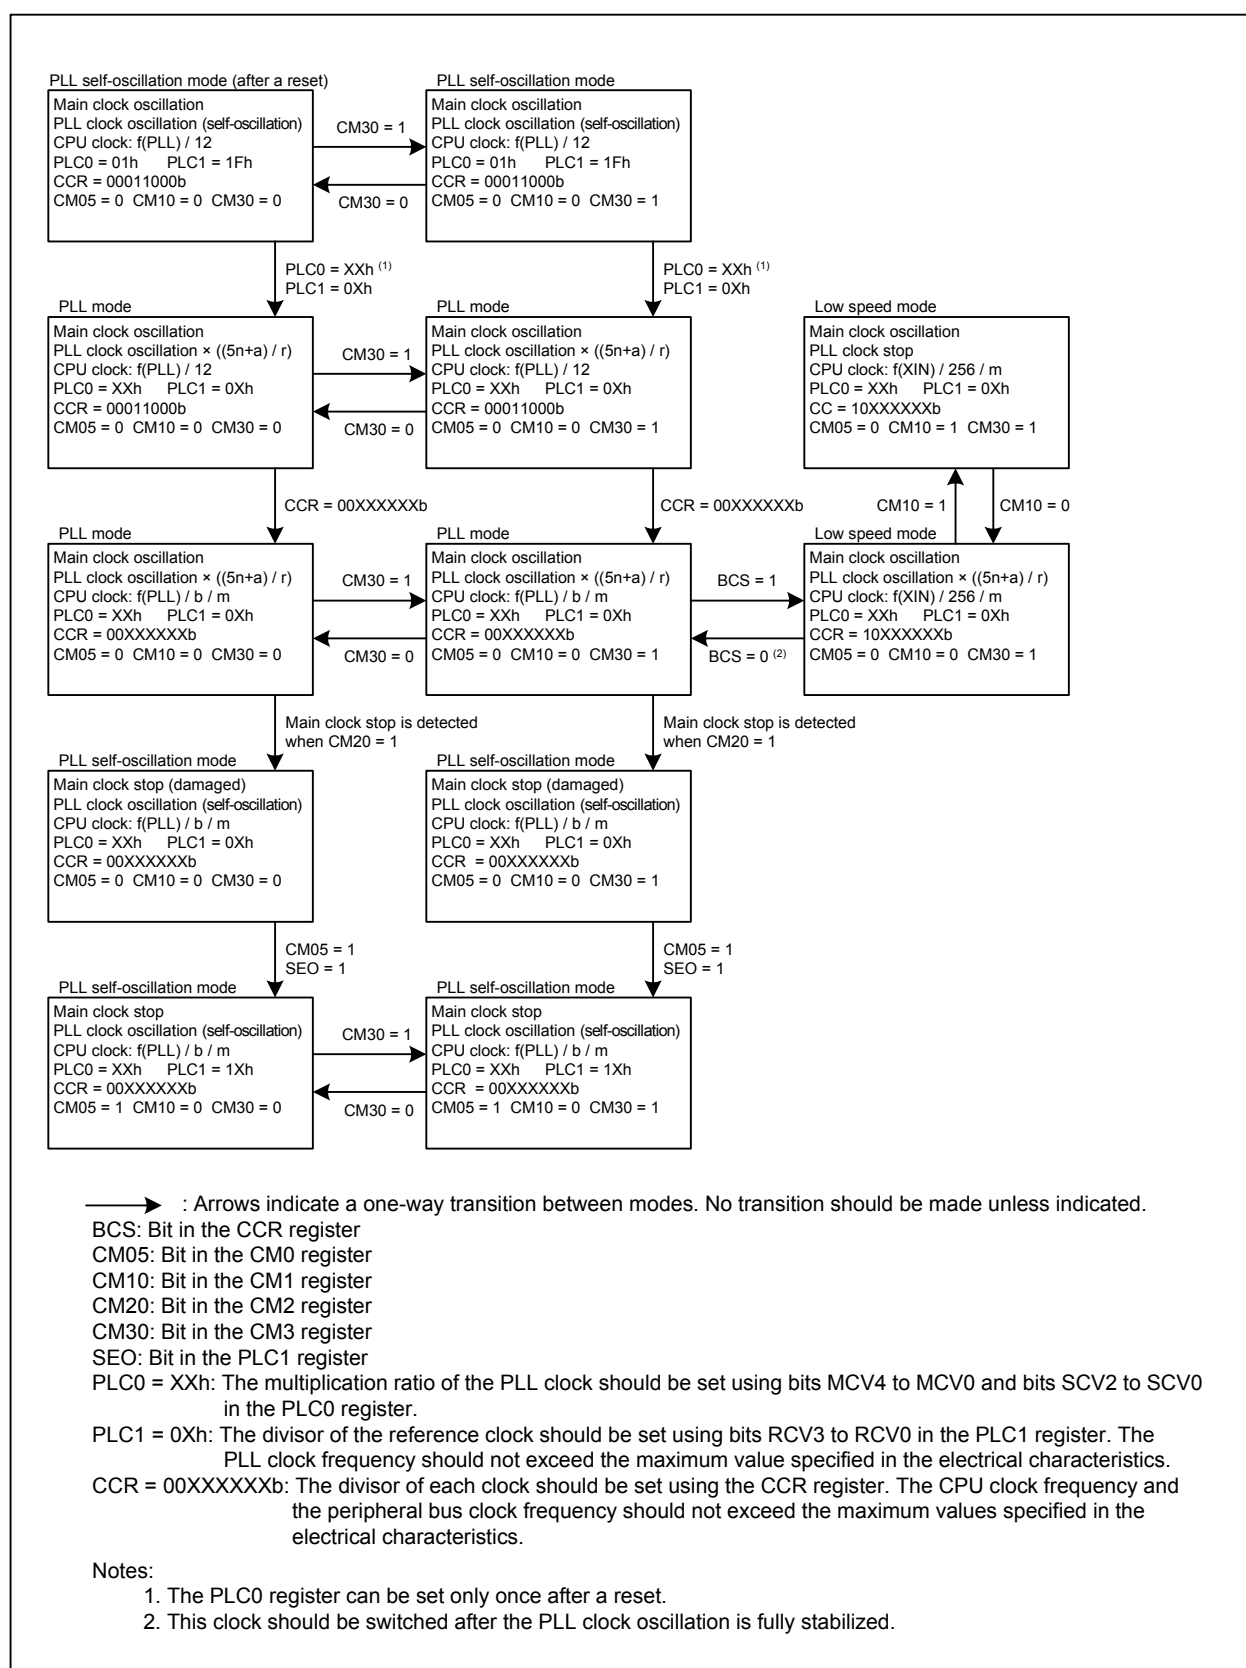 PLL self-oscillation mode (after a reset)
Main clock oscillation
PLL clock oscillation (self-oscillation)
CPU clock: f(PLL) / 12
PLC0 = 01h PLC1 = 1Fh
CCR = 00011000b
CM05 = 0 CM10 = 0 CM30 = 0
CM30 = 1
CM30 = 0
PLL self-oscillation mode
Main clock oscillation
PLL clock oscillation (self-oscillation)
CPU clock: f(PLL) / 12
PLC0 = 01h PLC1 = 1Fh
CCR = 00011000b
CM05 = 0 CM10 = 0 CM30 = 1
PLC0 = XXh (1)
PLC1 = 0Xh
PLC0 = XXh (1)
PLC1 = 0Xh
PLL mode
Main clock oscillation
PLL clock oscillation × ((5n+a) / r)
CPU clock: f(PLL) / 12
PLC0 = XXh PLC1 = 0Xh
CCR = 00011000b
CM05 = 0 CM10 = 0 CM30 = 0
CM30 = 1
CM30 = 0
PLL mode
Main clock oscillation
PLL clock oscillation × ((5n+a) / r)
CPU clock: f(PLL) / 12
PLC0 = XXh PLC1 = 0Xh
CCR = 00011000b
CM05 = 0 CM10 = 0 CM30 = 1
Low speed mode
Main clock oscillation
PLL clock stop
CPU clock: f(XIN) / 256 / m
PLC0 = XXh PLC1 = 0Xh
CC = 10XXXXXXb
CM05 = 0 CM10 = 1 CM30 = 1
CCR = 00XXXXXXb
CCR = 00XXXXXXb
CM10 = 1
CM10 = 0
PLL mode
Main clock oscillation
PLL clock oscillation × ((5n+a) / r)
CPU clock: f(PLL) / b / m
PLC0 = XXh PLC1 = 0Xh
CCR = 00XXXXXXb
CM05 = 0 CM10 = 0 CM30 = 0
CM30 = 1
CM30 = 0
PLL mode
Main clock oscillation
PLL clock oscillation × ((5n+a) / r)
CPU clock: f(PLL) / b / m
PLC0 = XXh PLC1 = 0Xh
CCR = 00XXXXXXb
CM05 = 0 CM10 = 0 CM30 = 1
BCS = 1
BCS = 0 (2)
Low speed mode
Main clock oscillation
PLL clock oscillation × ((5n+a) / r)
CPU clock: f(XIN) / 256 / m
PLC0 = XXh PLC1 = 0Xh
CCR = 10XXXXXXb
CM05 = 0 CM10 = 0 CM30 = 1
Main clock stop is detected
when CM20 = 1
Main clock stop is detected
when CM20 = 1
PLL self-oscillation mode
Main clock stop (damaged)
PLL clock oscillation (self-oscillation)
CPU clock: f(PLL) / b / m
PLC0 = XXh PLC1 = 0Xh
CCR = 00XXXXXXb
CM05 = 0 CM10 = 0 CM30 = 0
PLL self-oscillation mode
Main clock stop (damaged)
PLL clock oscillation (self-oscillation)
CPU clock: f(PLL) / b / m
PLC0 = XXh PLC1 = 0Xh
CCR = 00XXXXXXb
CM05 = 0 CM10 = 0 CM30 = 1
CM05 = 1
SEO = 1
CM05 = 1
SEO = 1
PLL self-oscillation mode
Main clock stop
PLL clock oscillation (self-oscillation)
CPU clock: f(PLL) / b / m
PLC0 = XXh PLC1 = 1Xh
CCR = 00XXXXXXb
CM05 = 1 CM10 = 0 CM30 = 0
CM30 = 1
CM30 = 0
PLL self-oscillation mode
Main clock stop
PLL clock oscillation (self-oscillation)
CPU clock: f(PLL) / b / m
PLC0 = XXh PLC1 = 1Xh
CCR = 00XXXXXXb
CM05 = 1 CM10 = 0 CM30 = 1
: Arrows indicate a one-way transition between modes. No transition should be made unless indicated.
BCS: Bit in the CCR register
CM05: Bit in the CM0 register
CM10: Bit in the CM1 register
CM20: Bit in the CM2 register
CM30: Bit in the CM3 register
SEO: Bit in the PLC1 register
PLC0 = XXh: The multiplication ratio of the PLL clock should be set using bits MCV4 to MCV0 and bits SCV2 to SCV0
in the PLC0 register.
PLC1 = 0Xh: The divisor of the reference clock should be set using bits RCV3 to RCV0 in the PLC1 register. The
PLL clock frequency should not exceed the maximum value specified in the electrical characteristics.
CCR = 00XXXXXXb: The divisor of each clock should be set using the CCR register. The CPU clock frequency and
the peripheral bus clock frequency should not exceed the maximum values specified in the
electrical characteristics.
Notes:
1. The PLC0 register can be set only once after a reset.
2. This clock should be switched after the PLL clock oscillation is fully stabilized.